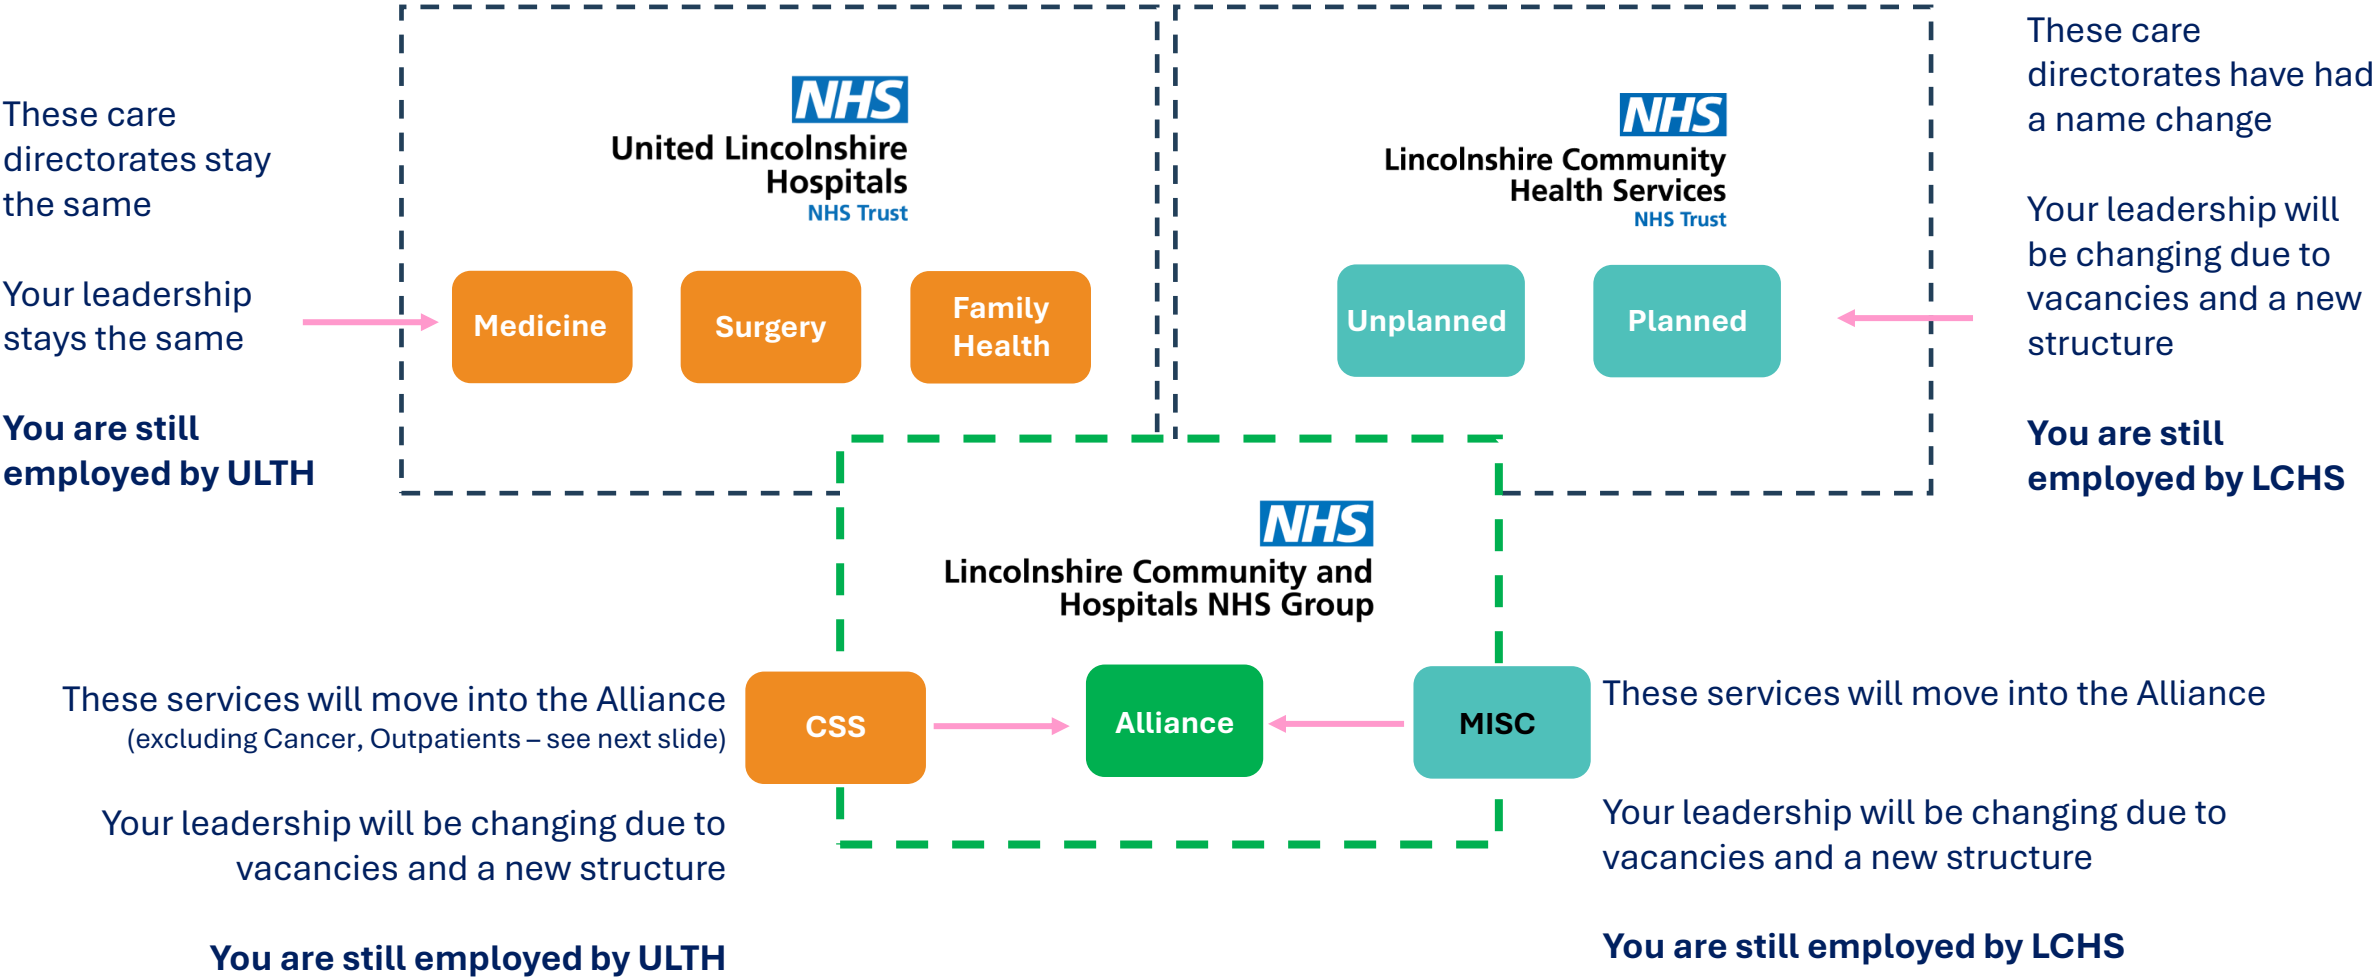 These care
directorates stay
the same
Your leadership
stays the same
You are still
employed by ULTH
NHS
United Lincolnshire
Hospitals
NHS Trust
Medicine
Surgery
Family
Health
NHS
Lincolnshire Community
Health Services
NHS Trust
Unplanned
Planned
These care
directorates have had
a name change
Your leadership will
be changing due to
vacancies and a new
structure
You are still
employed by LCHS
NHS
Lincolnshire Community and
Hospitals NHS Group
These services will move into the Alliance
(excluding Cancer, Outpatients – see next slide)
Your leadership will be changing due to
vacancies and a new structure
You are still employed by ULTH
CSS
Alliance
MISC
These services will move into the Alliance
Your leadership will be changing due to
vacancies and a new structure
You are still employed by LCHS